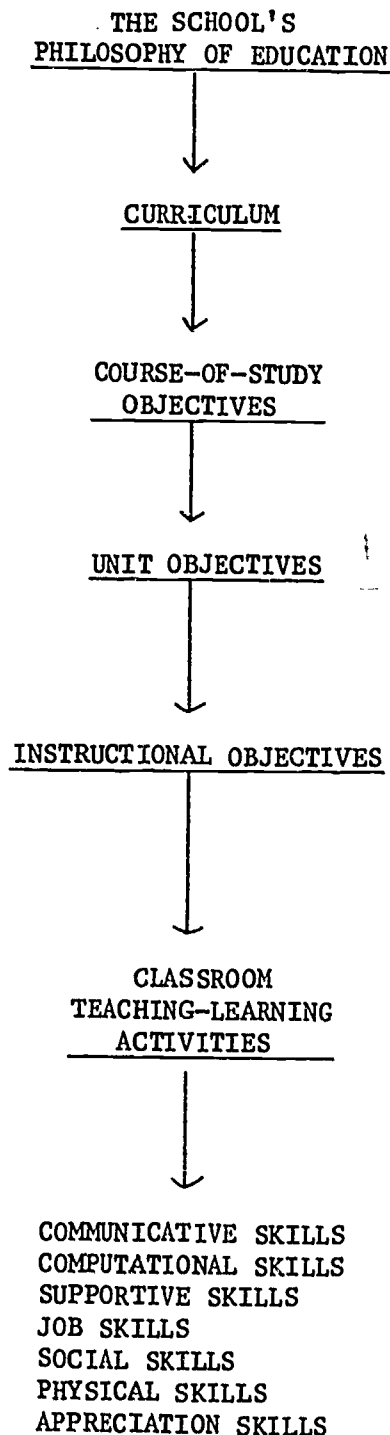 THE SCHOOL'S
PHILOSOPHY OF EDUCATION
CURRICULUM
COURSE-OF-STUDY
OBJECTIVES
UNIT OBJECTIVES
INSTRUCTIONAL OBJECTIVES
CLASSROOM
TEACHING-LEARNING
ACTIVITIES
COMMUNICATIVE SKILLS
COMPUTATIONAL SKILLS
SUPPORTIVE SKILLS
JOB SKILLS
SOCIAL SKILLS
PHYSICAL SKILLS
APPRECIATION SKILLS